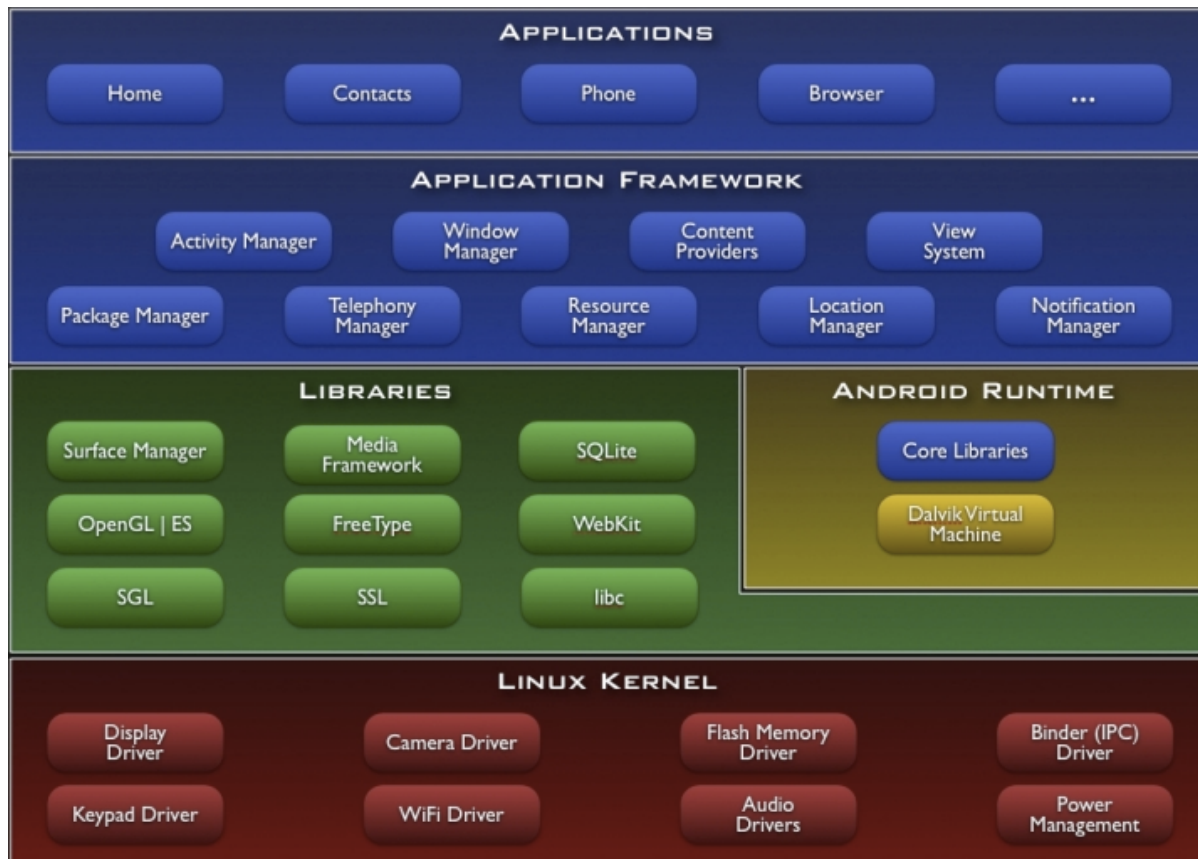 APPLICATIONS
Home
Contacts
Phone
Browser
...
APPLICATION FRAMEWORK
Activity Manager
Window
Manager
Content
Providers
View
System
Package Manager
Telephony
Manager
Resource
Manager
Location
Manager
Notification
Manager
LIBRARIES
Surface Manager
Media
Framework
SQLite
OpenGL | ES
FreeType
WebKit
SGL
SSL
libc
ANDROID RUNTIME
Core Libraries
Dalvik Virtual
Machine
LINUX KERNEL
Display
Driver
Camera Driver
Flash Memory
Driver
Binder (IPC)
Driver
Keypad Driver
WiFi Driver
Audio
Drivers
Power
Management